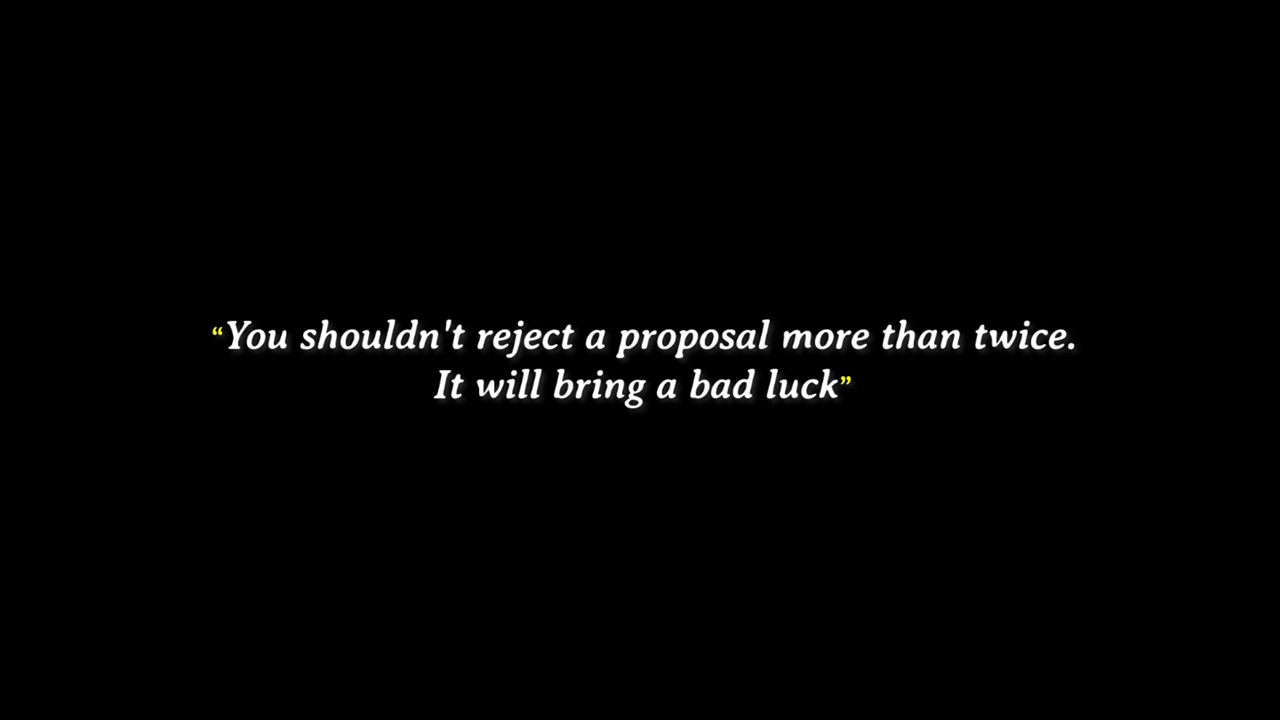 “You shouldn't reject a proposal more than twice.
It will bring a bad luck”